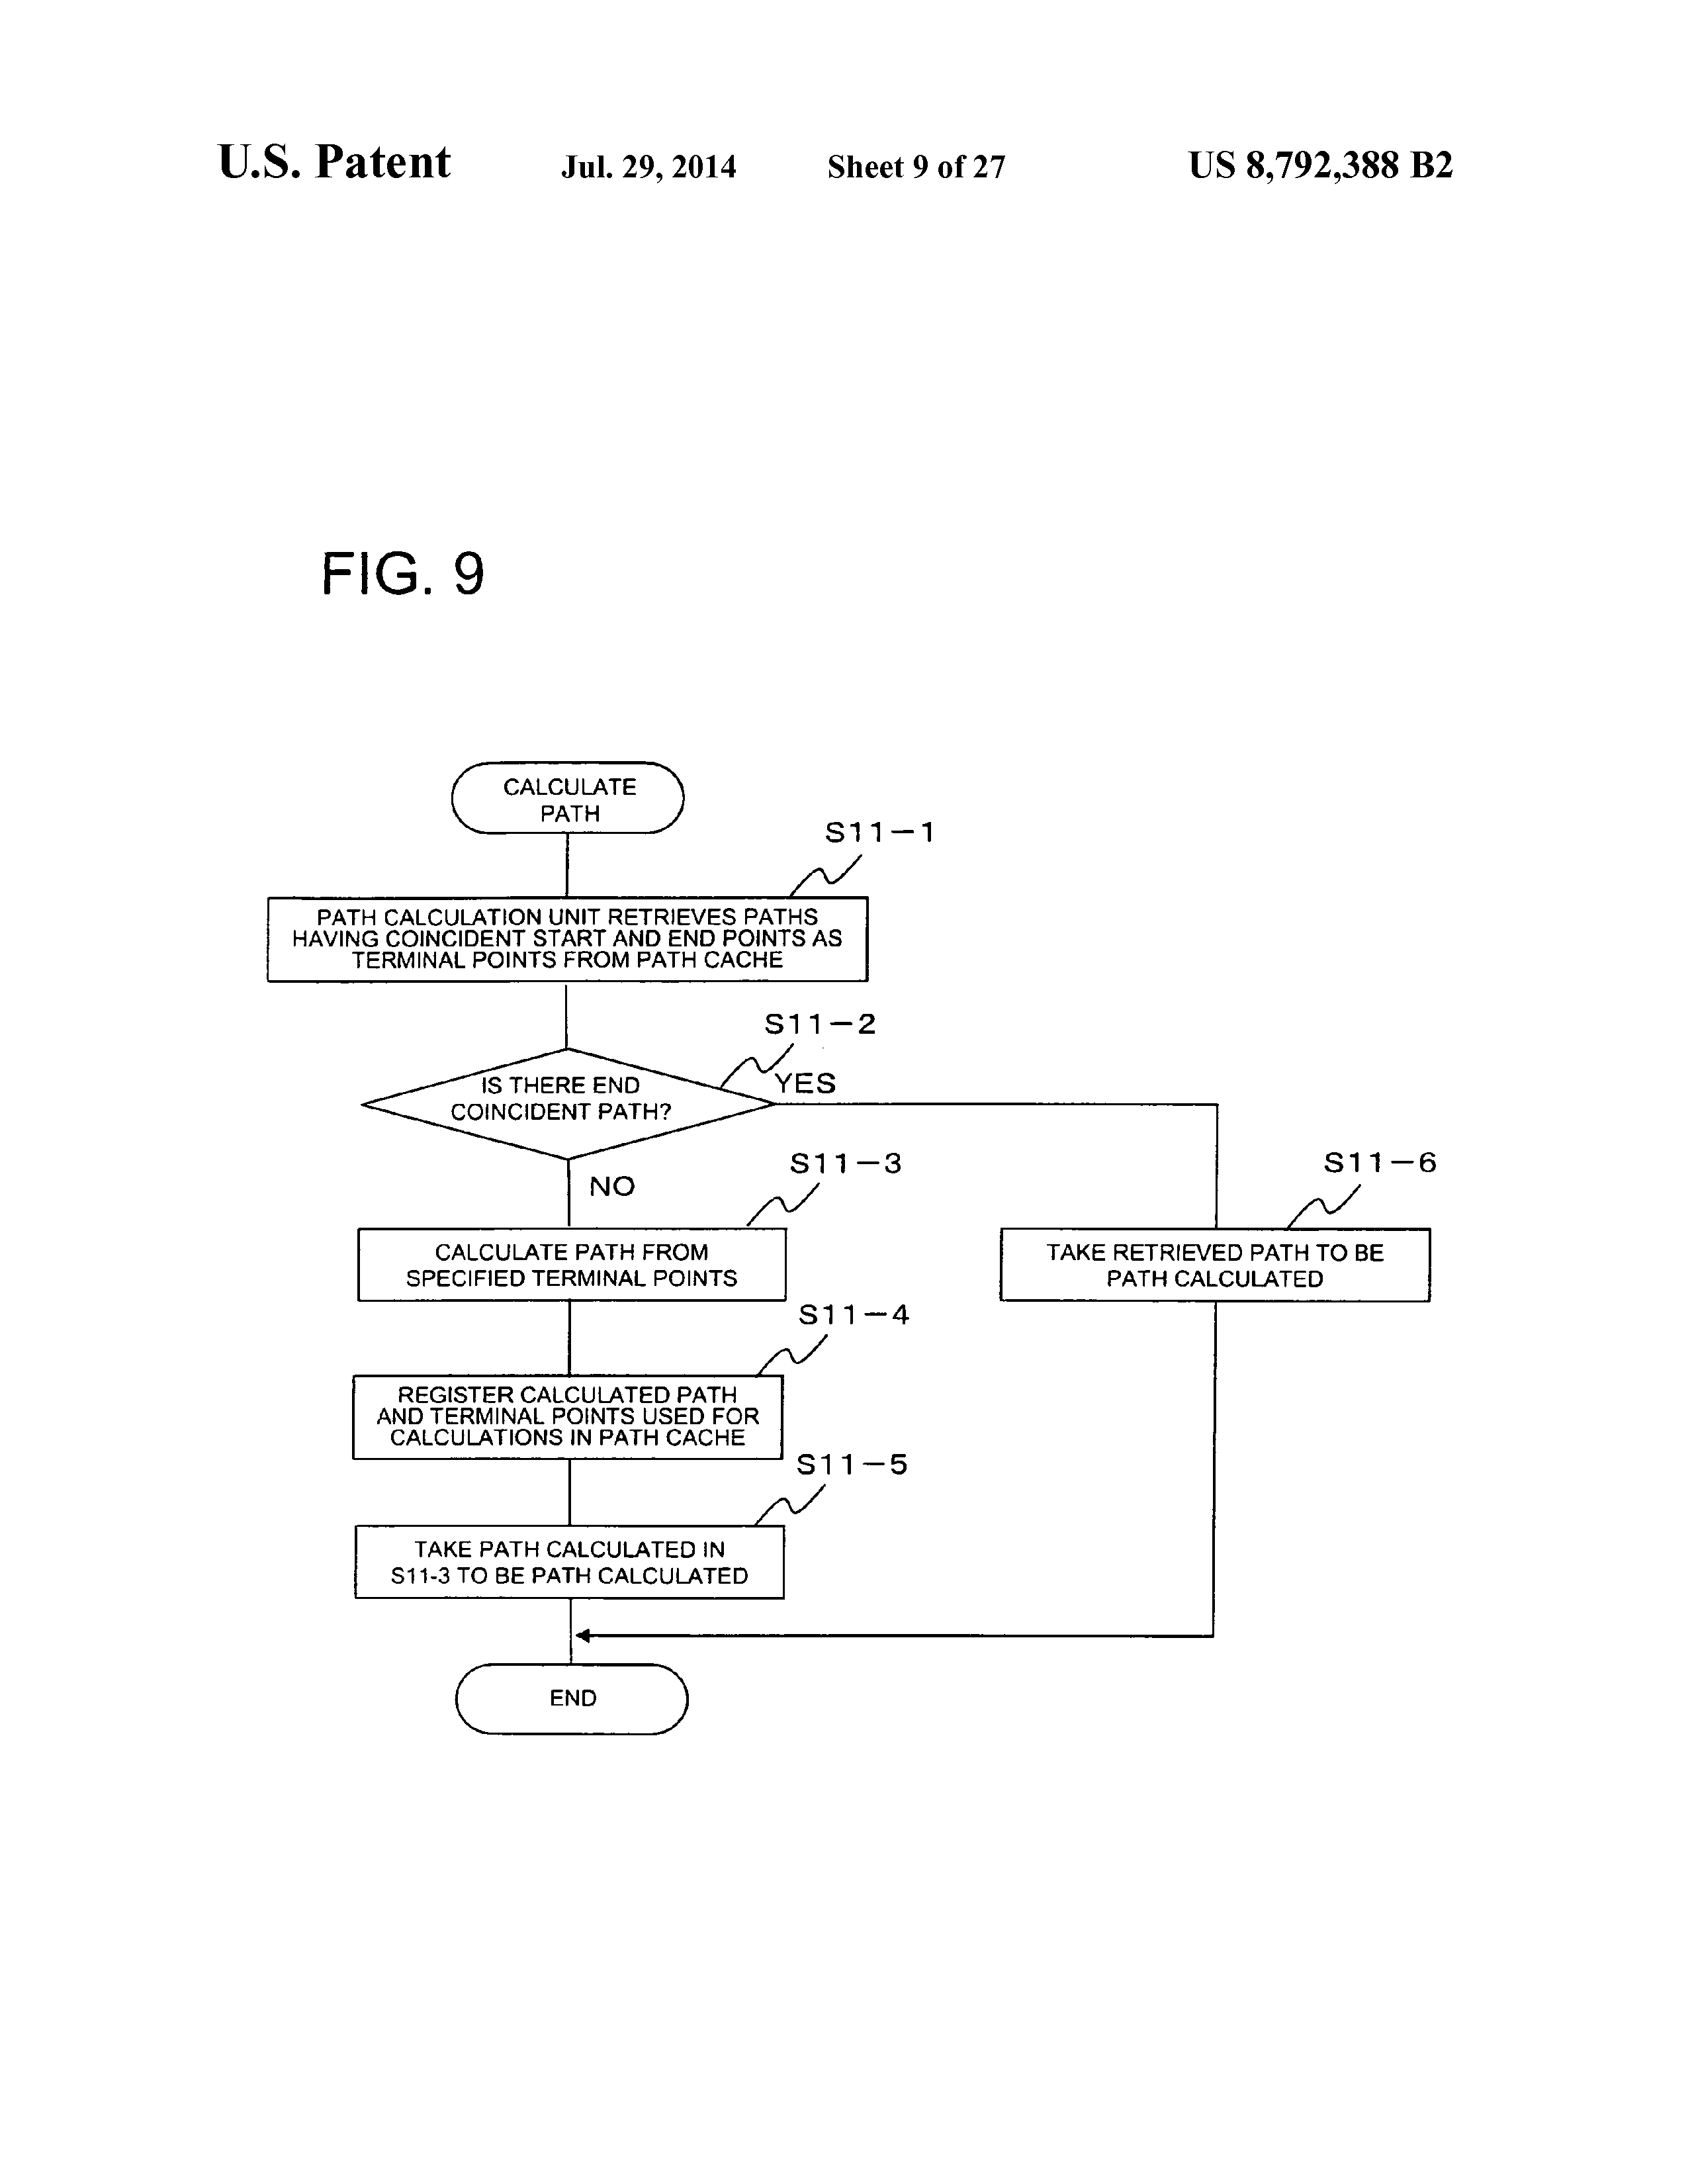 U.S. Patent Jul. 29, 2014 Sheet 9 of 27 US 8,792,388 B2
FIG. 9
CALCULATE
PATH
S11-1
PATH CALCULATION UNIT RETRIEVES PATHS
HAVING COINCIDENT START AND END POINTS AS
TERMINAL POINTS FROM PATH CACHE
S11-2
IS THERE END
COINCIDENT PATH?
YES
NO
S11-3
CALCULATE PATH FROM
SPECIFIED TERMINAL POINTS
S11-6
TAKE RETRIEVED PATH TO BE
PATH CALCULATED
S11-4
REGISTER CALCULATED PATH
AND TERMINAL POINTS USED FOR
CALCULATIONS IN PATH CACHE
S11-5
TAKE PATH CALCULATED IN
S11-3 TO BE PATH CALCULATED
END